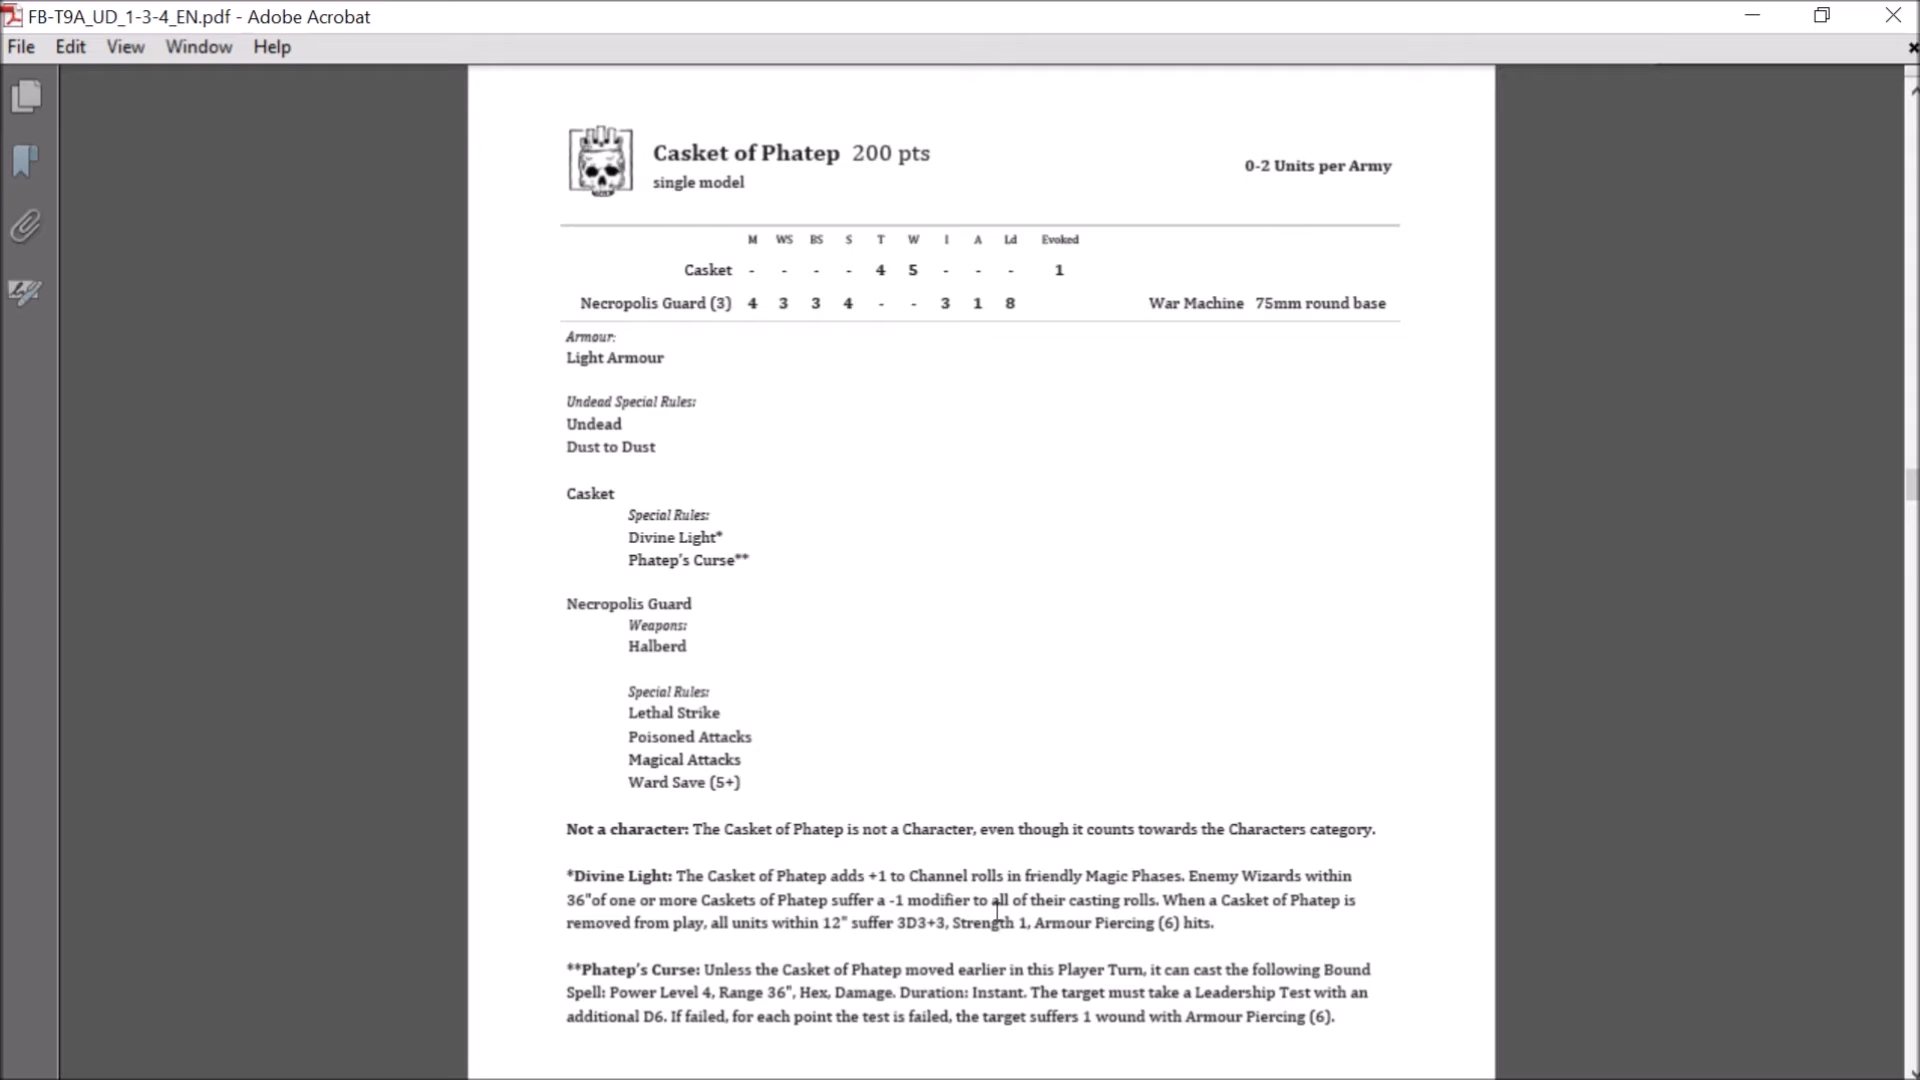 FB-T9A_UD_1-3-4_EN.pdf - Adobe Acrobat
File Edit View Window Help
Casket of Phatep 200 pts
single model
0-2 Units per Army
M WS BS S T W I A Ld Evoked
Casket - - - - 4 5 - - - 1
Necropolis Guard (3) 4 3 3 4 - - 3 1 8 War Machine 75mm round base
Armour:
Light Armour
Undead Special Rules:
Undead
Dust to Dust
Casket
Special Rules:
Divine Light*
Phatep's Curse**
Necropolis Guard
Weapons:
Halberd
Special Rules:
Lethal Strike
Poisoned Attacks
Magical Attacks
Ward Save (5+)
Not a character: The Casket of Phatep is not a Character, even though it counts towards the Characters category.
*Divine Light: The Casket of Phatep adds +1 to Channel rolls in friendly Magic Phases. Enemy Wizards within
36"of one or more Caskets of Phatep suffer a -1 modifier to all of their casting rolls. When a Casket of Phatep is
removed from play, all units within 12" suffer 3D3+3, Strength 1, Armour Piercing (6) hits.
**Phatep's Curse: Unless the Casket of Phatep moved earlier in this Player Turn, it can cast the following Bound
Spell: Power Level 4, Range 36", Hex, Damage. Duration: Instant. The target must take a Leadership Test with an
additional D6. If failed, for each point the test is failed, the target suffers 1 wound with Armour Piercing (6).